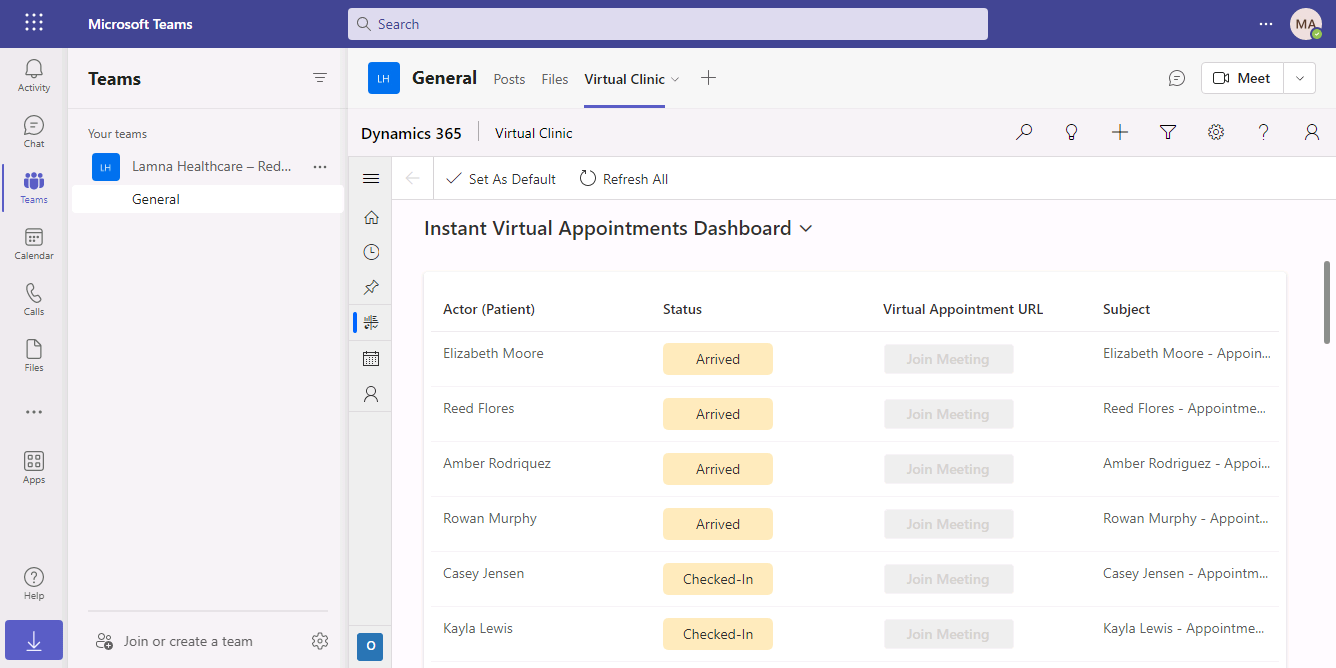 Microsoft Teams
Search
MA
Activity
Chat
Teams
Calendar
Calls
Files
Apps
Help
Teams
Your teams
LH
Lamna Healthcare – Red...
General
Join or create a team
LH
General
Posts
Files
Virtual Clinic
Meet
Dynamics 365
Virtual Clinic
Set As Default
Refresh All
Instant Virtual Appointments Dashboard
Actor (Patient) Status Virtual Appointment URL Subject
Elizabeth Moore Arrived Join Meeting Elizabeth Moore - Appoin...
Reed Flores Arrived Join Meeting Reed Flores - Appointme...
Amber Rodriquez Arrived Join Meeting Amber Rodriguez - Appoi...
Rowan Murphy Arrived Join Meeting Rowan Murphy - Appoint...
Casey Jensen Checked-In Join Meeting Casey Jensen - Appointm...
Kayla Lewis Checked-In Join Meeting Kayla Lewis - Appointme...
O